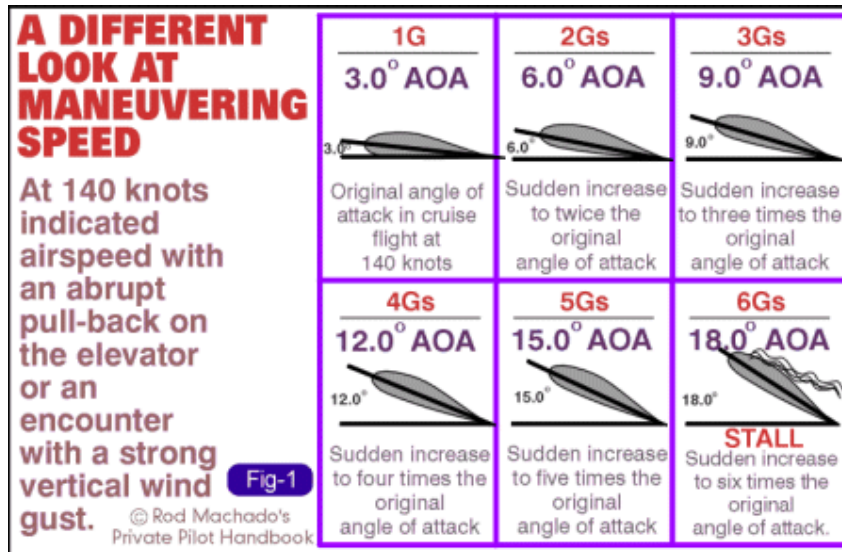 A DIFFERENT
LOOK AT
MANEUVERING
SPEED
At 140 knots
indicated
airspeed with
an abrupt
pull-back on
the elevator
or an
encounter
with a strong
vertical wind
gust.
Fig-1
© Rod Machado's
Private Pilot Handbook
1G
3.0° AOA
3.0°
Original angle of
attack in cruise
flight at
140 knots
2Gs
6.0° AOA
6.0°
Sudden increase
to twice the
original
angle of attack
3Gs
9.0° AOA
9.0°
Sudden increase
to three times the
original
angle of attack
4Gs
12.0° AOA
12.0°
Sudden increase
to four times the
original
angle of attack
5Gs
15.0° AOA
15.0°
Sudden increase
to five times the
original
angle of attack
6Gs
18.0° AOA
18.0°
STALL
Sudden increase
to six times the
original
angle of attack.